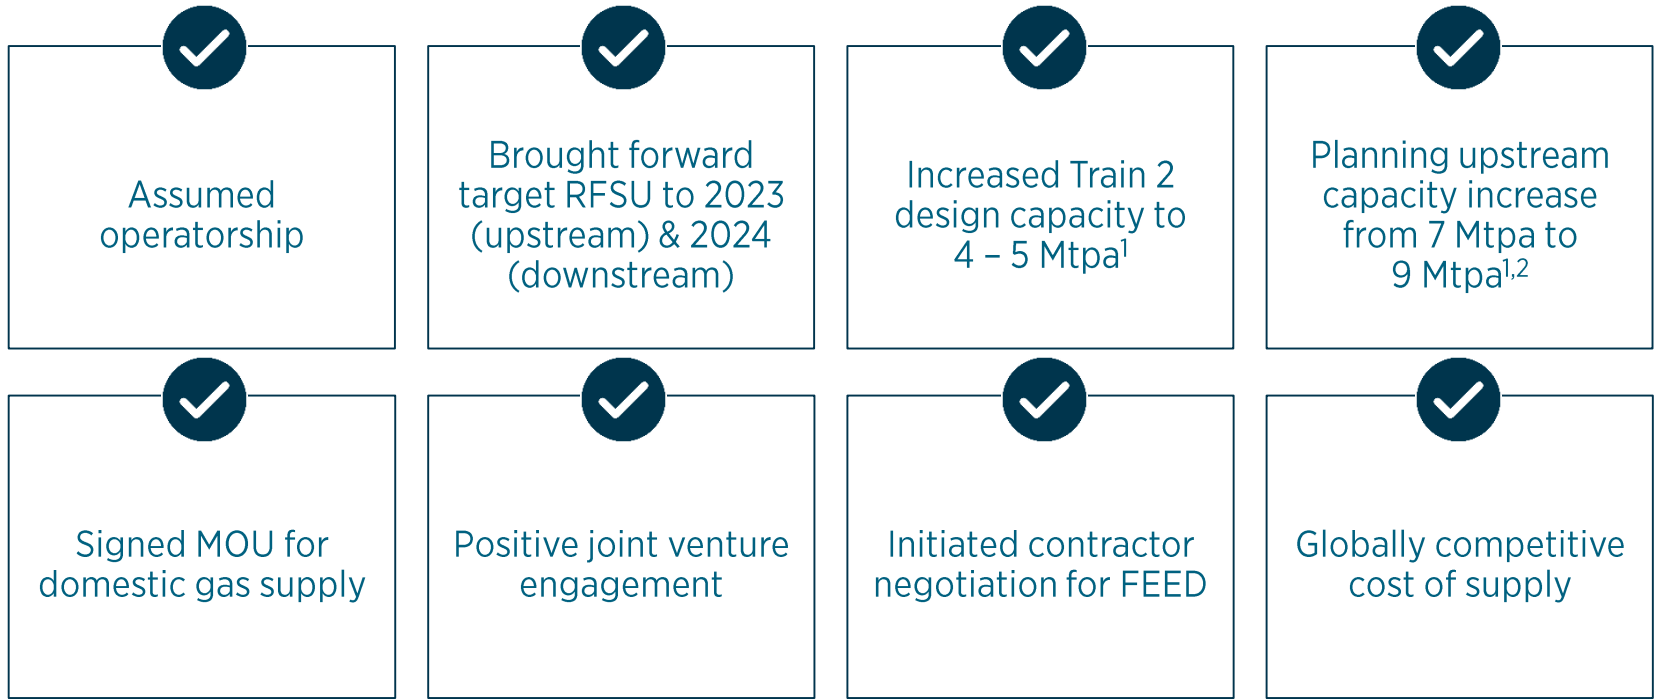 Assumed
operatorship
Brought forward
target RFSU to 2023
(upstream) & 2024
(downstream)
Increased Train 2
design capacity to
4 – 5 Mtpa¹
Planning upstream
capacity increase
from 7 Mtpa to
9 Mtpa¹,²
Signed MOU for
domestic gas supply
Positive joint venture
engagement
Initiated contractor
negotiation for FEED
Globally competitive
cost of supply